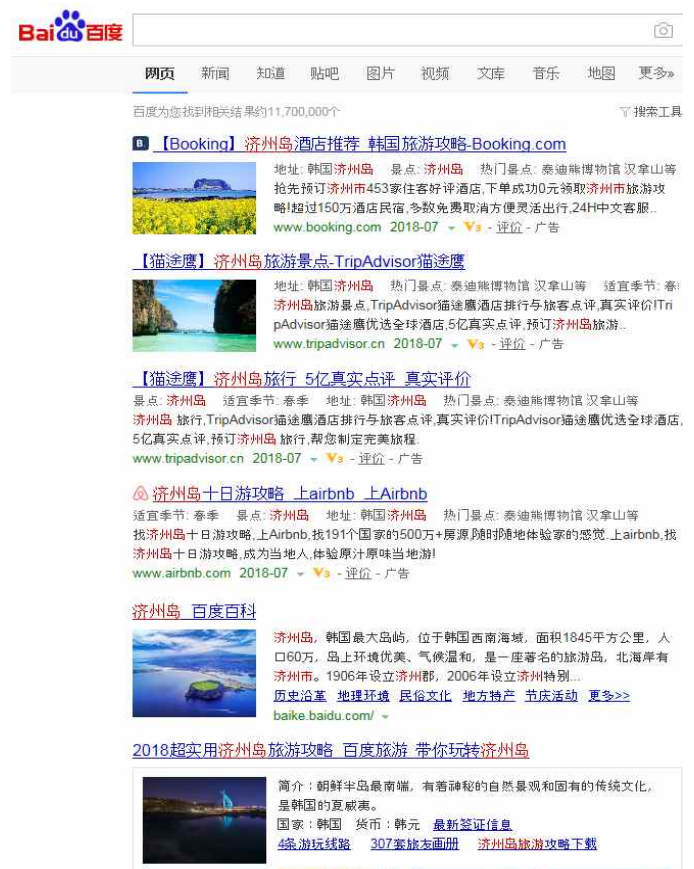 Bai du 百度
网页 新闻 知道 贴吧 图片 视频 文库 音乐 地图 更多»
百度为您找到相关结果约11,700,000个 搜索工具
B 【Booking】济州岛酒店推荐 韩国旅游攻略-Booking.com
地址: 韩国济州岛 景点: 济州岛 热门景点: 泰迪熊博物馆 汉拿山等
抢先预订济州市453家住客好评酒店,下单成功0元领取济州市旅游攻
略!超过150万酒店民宿,多数免费取消方便灵活出行,24H中文客服..
www.booking.com 2018-07 V3 - 评价 - 广告
【猫途鹰】济州岛旅游景点-TripAdvisor猫途鹰
地址: 韩国济州岛 热门景点: 泰迪熊博物馆 汉拿山等 适宜季节: 春
济州岛旅游景点,TripAdvisor猫途鹰酒店排行与旅客点评,真实评价!Tri
pAdvisor猫途鹰优选全球酒店,5亿真实点评,预订济州岛旅游..
www.tripadvisor.cn 2018-07 V3 - 评价 - 广告
【猫途鹰】济州岛旅行 5亿真实点评 真实评价
景点: 济州岛 适宜季节: 春季 地址: 韩国济州岛 热门景点: 泰迪熊博物馆 汉拿山等
济州岛 旅行,TripAdvisor猫途鹰酒店排行与旅客点评,真实评价!TripAdvisor猫途鹰优选全球酒店,
5亿真实点评,预订济州岛 旅行,帮您制定完美旅程.
www.tripadvisor.cn 2018-07 V3 - 评价 - 广告
济州岛十日游攻略 上airbnb 上Airbnb
适宜季节: 春季 景点: 济州岛 地址: 韩国济州岛 热门景点: 泰迪熊博物馆 汉拿山等
找济州岛十日游攻略,上Airbnb,找191个国家的500万+房源,随时随地体验家的感觉.上airbnb,找
济州岛十日游攻略,成为当地人,体验原汁原味当地游!
www.airbnb.com 2018-07 V3 - 评价 - 广告
济州岛 百度百科
济州岛，韩国最大岛屿，位于韩国西南海域，面积1845平方公里，人
口60万，岛上环境优美、气候温和，是一座著名的旅游岛，北海岸有
济州市。1906年设立济州郡，2006年设立济州特别...
历史沿革 地理环境 民俗文化 地方特产 节庆活动 更多>>
baike.baidu.com/
2018超实用济州岛旅游攻略 百度旅游 带你玩转济州岛
简介：朝鲜半岛最南端，有着神秘的自然景观和固有的传统文化，
是韩国的夏威夷。
国家：韩国 货币：韩元 最新签证信息
4条游玩线路 307套旅友画册 济州岛旅游攻略下载